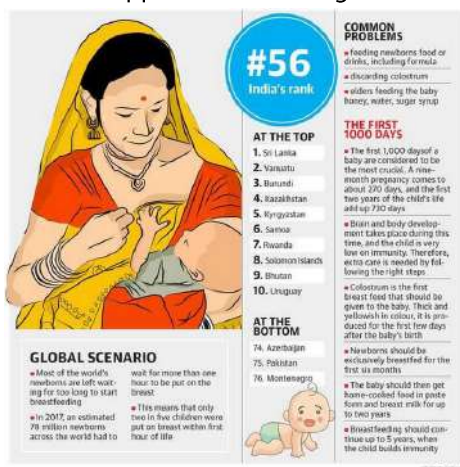 #56
India's rank
AT THE TOP
1. Sri Lanka
2. Vanuatu
3. Burundi
4. Kazakhstan
5. Kyrgyzstan
6. Samoa
7. Rwanda
8. Solomon Islands
9. Bhutan
10. Uruguay
AT THE
BOTTOM
74. Azerbaijan
75. Pakistan
76. Montenegro
COMMON
PROBLEMS
▪ feeding newborns food or
drinks, including formula
▪ discarding colostrum
▪ elders feeding the baby
honey, water, sugar syrup
THE FIRST
1000 DAYS
▪ The first 1,000 days of a
baby are considered to be
the most crucial. A nine-
month pregnancy comes to
about 270 days, and the first
two years of the child's life
add up 730 days
▪ Brain and body develop-
ment takes place during this
time, and the child is very
low on immunity. Therefore,
extra care is needed by fol-
lowing the right steps
▪ Colostrum is the first
breast feed that should be
given to the baby. Thick and
yellowish in colour, it is pro-
duced for the first few days
after the baby's birth
▪ Newborns should be
exclusively breastfed for the
first six months
▪ The baby should then get
home-cooked food in paste
form and breast milk for up
to two years
▪ Breastfeeding should con-
tinue up to 5 years, when
the child builds immunity
GLOBAL SCENARIO
▪ Most of the world's
newborns are left wait-
ing for too long to start
breastfeeding
▪ In 2017, an estimated
78 million newborns
across the world had to
wait for more than one
hour to be put on the
breast
▪ This means that only
two in five children were
put on breast within first
hour of life